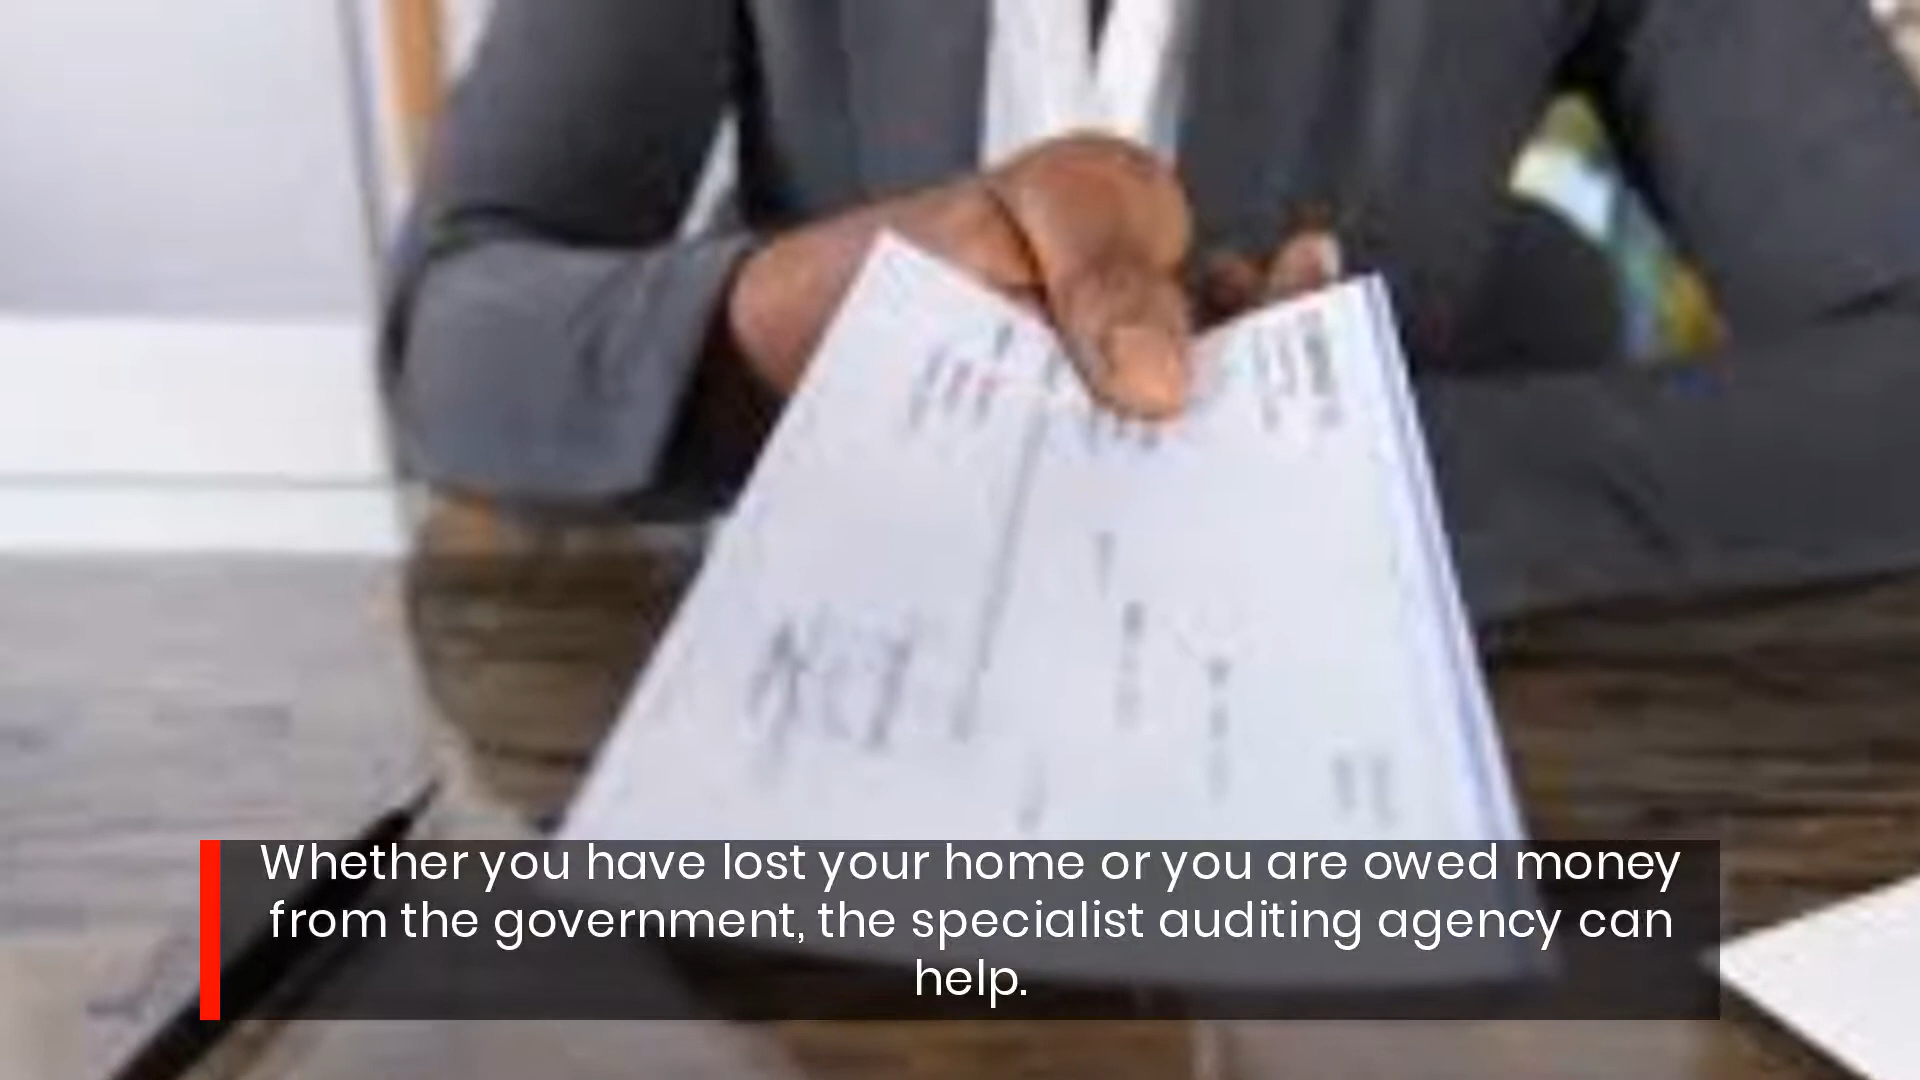 Whether you have lost your home or you are owed money
from the government, the specialist auditing agency can
help.